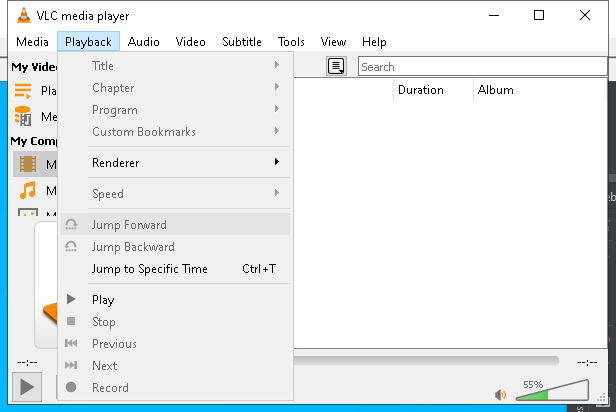 VLC media player
Media Playback Audio Video Subtitle Tools View Help
My Vide
Title
Search
Pla
Chapter
Duration Album
Me
Program
Custom Bookmarks
My Comp
M
Renderer
M
Speed
M
Jump Forward
Jump Backward
Jump to Specific Time Ctrl+T
Play
Stop
Previous
--:-- --:--
Next
Record
55%